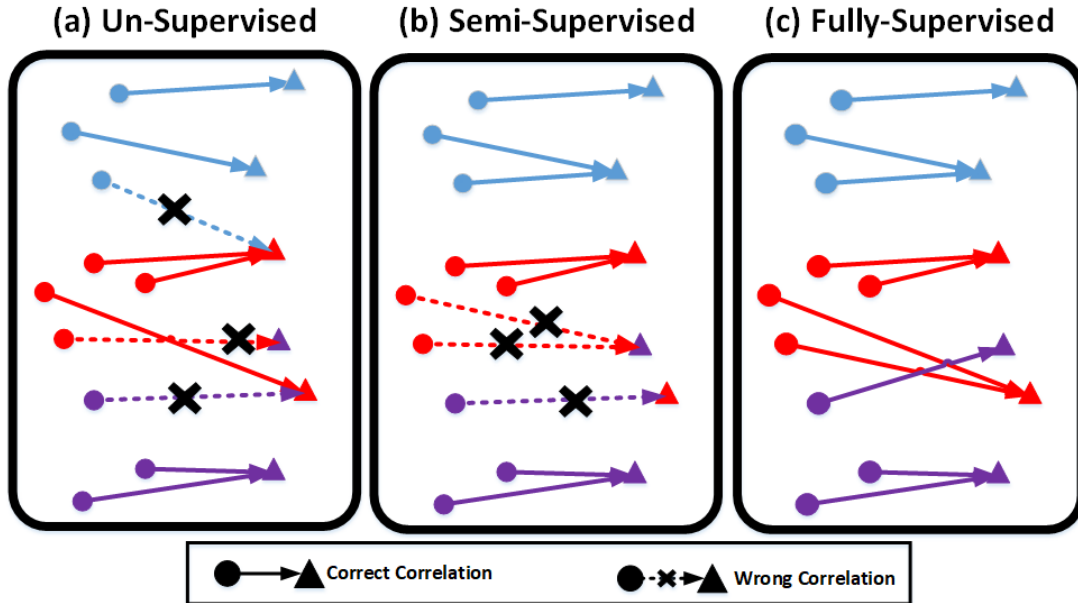 (a) Un-Supervised
(b) Semi-Supervised
(c) Fully-Supervised
Correct Correlation
Wrong Correlation